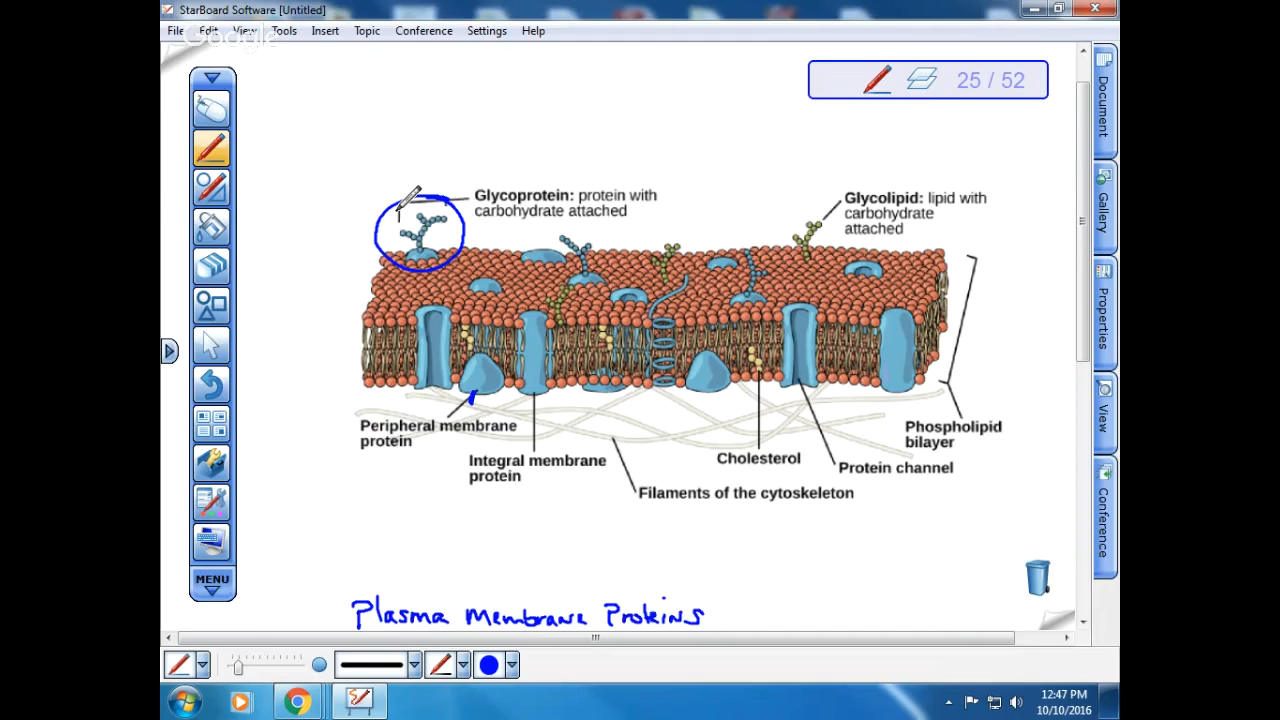 StarBoard Software [Untitled]
File Edit View Tools Insert Topic Conference Settings Help
Google
25 / 52
Glycoprotein: protein with
carbohydrate attached
Glycolipid: lipid with
carbohydrate
attached
Peripheral membrane
protein
Integral membrane
protein
Filaments of the cytoskeleton
Cholesterol
Protein channel
Phospholipid
bilayer
Plasma Membrane Proteins
MENU
Document
Gallery
Properties
View
Conference
12:47 PM
10/10/2016